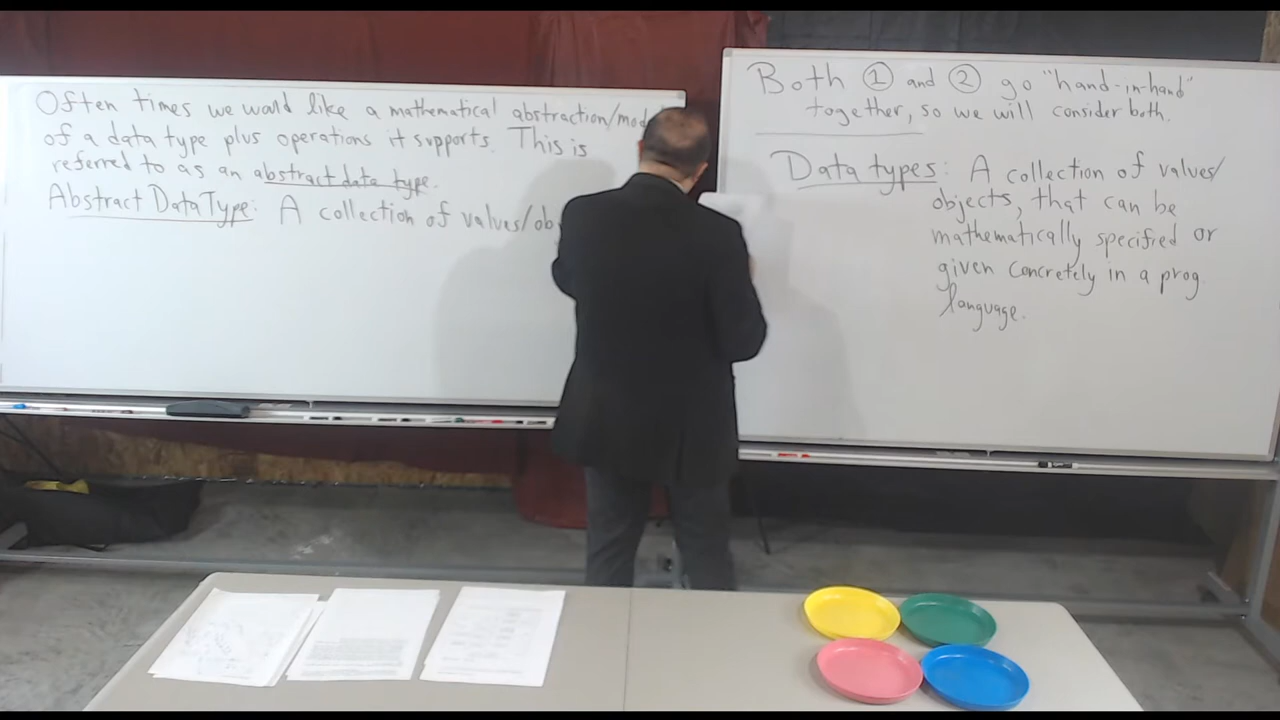 Often times we would like a mathematical abstraction/mod
of a data type plus operations it supports. This is
referred to as an abstract data type.
Abstract Data Type: A collection of values/ob
Both ① and ② go "hand-in-hand"
together, so we will consider both.
Data types: A collection of values/
objects, that can be
mathematically specified or
given concretely in a prog.
language.